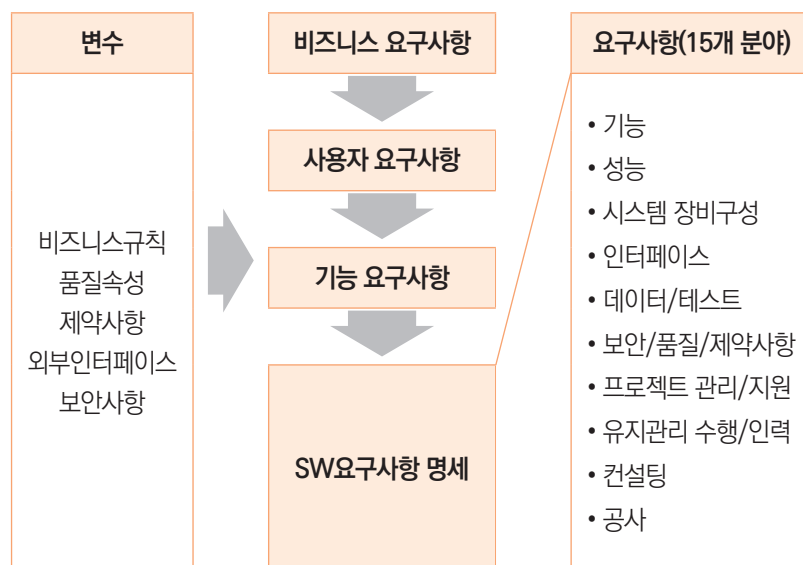 변수
비즈니스규칙
품질속성
제약사항
외부인터페이스
보안사항
비즈니스 요구사항
사용자 요구사항
기능 요구사항
SW요구사항 명세
요구사항(15개 분야)
• 기능
• 성능
• 시스템 장비구성
• 인터페이스
• 데이터/테스트
• 보안/품질/제약사항
• 프로젝트 관리/지원
• 유지관리 수행/인력
• 컨설팅
• 공사